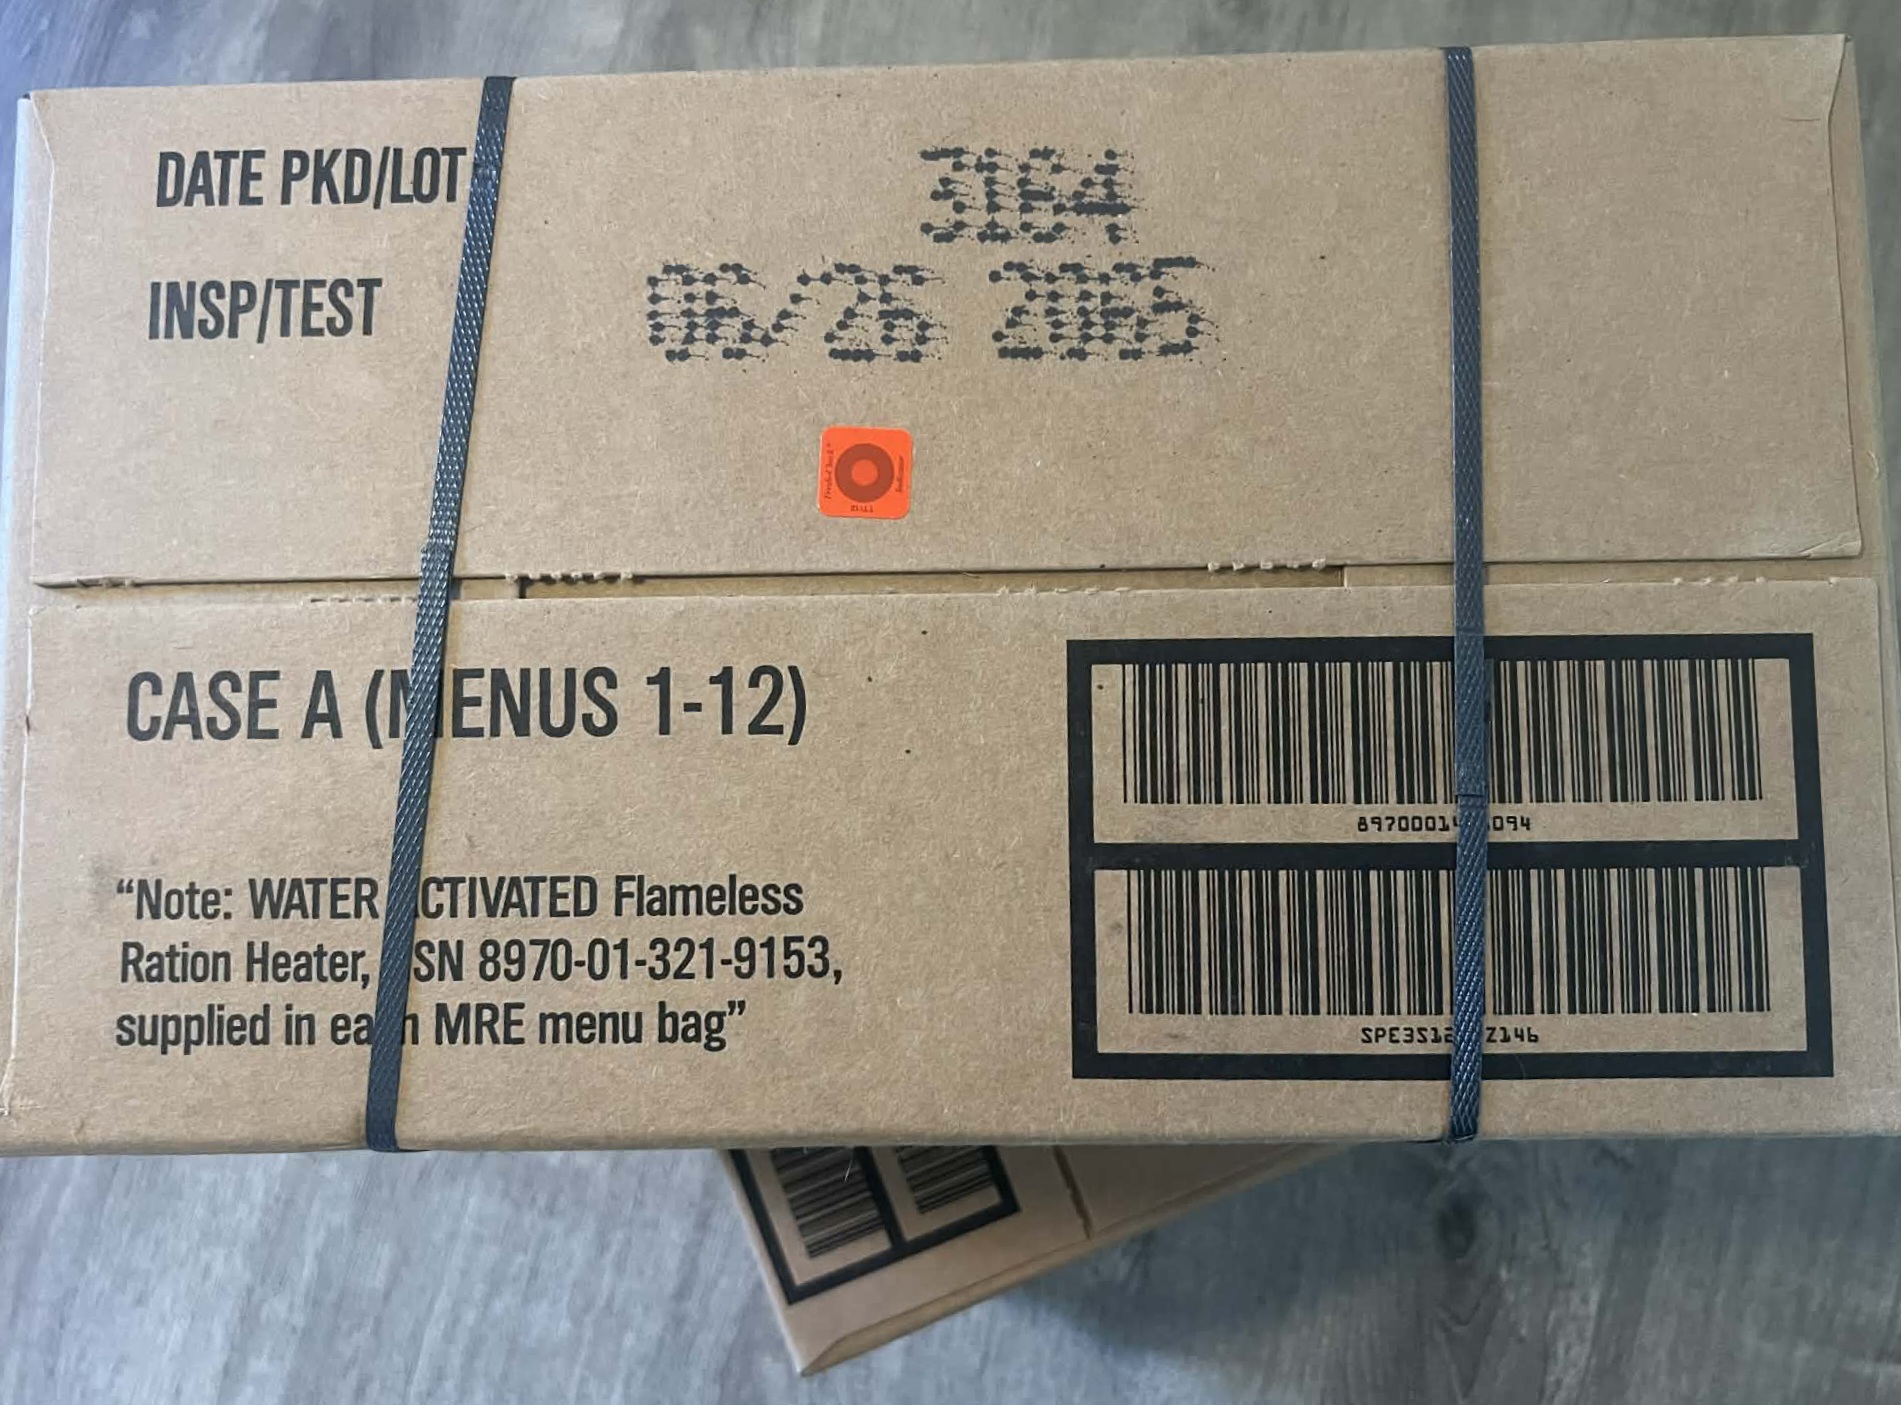 DATE PKD/LOT
3164
INSP/TEST
06/26 2085
CASE A (MENUS 1-12)
"Note: WATER ACTIVATED Flameless
Ration Heater, NSN 8970-01-321-9153,
supplied in each MRE menu bag"